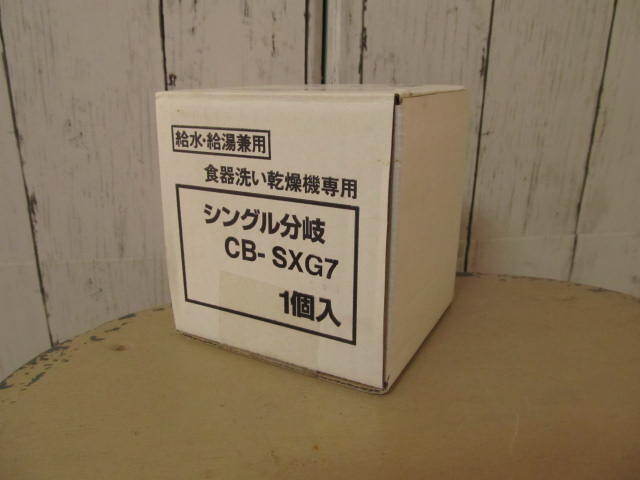 給水・給湯兼用
食器洗い乾燥機専用
シングル分岐
CB- SXG7
1個入